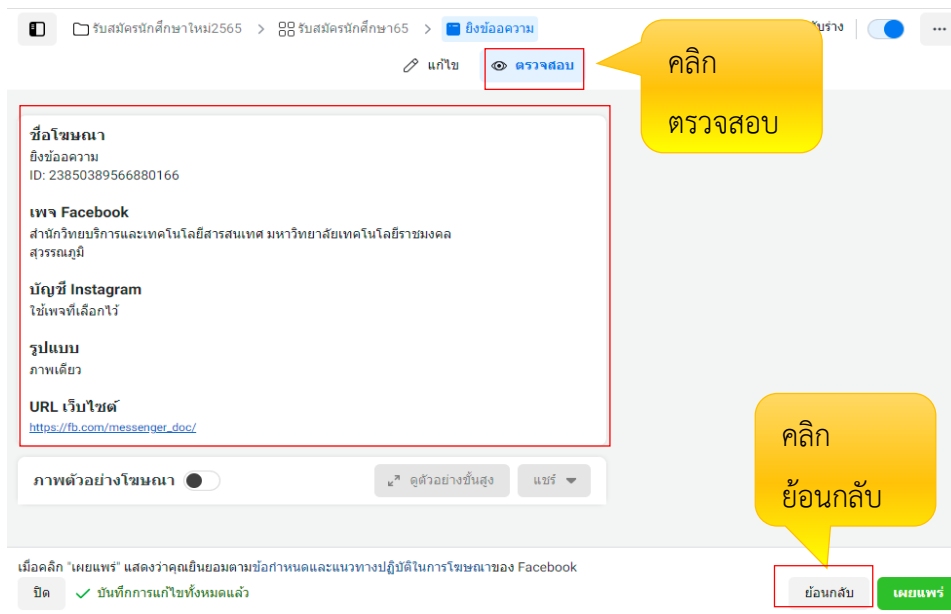 รับสมัครนักศึกษาใหม่2565 > รับสมัครนักศึกษา65 > ยิงข้ออความ
แก้ไข ตรวจสอบ
คลิก
ตรวจสอบ
ชื่อโฆษณา
ยิงข้ออความ
ID: 23850389566880166
เพจ Facebook
สำนักวิทยบริการและเทคโนโลยีสารสนเทศ มหาวิทยาลัยเทคโนโลยีราชมงคล
สุวรรณภูมิ
บัญชี Instagram
ใช้เพจที่เลือกไว้
รูปแบบ
ภาพเดียว
URL เว็บไซต์
https://fb.com/messenger_doc/
ภาพตัวอย่างโฆษณา ดูตัวอย่างขั้นสูง แชร์
คลิก
ย้อนกลับ
เมื่อคลิก "เผยแพร่" แสดงว่าคุณยินยอมตามข้อกำหนดและแนวทางปฏิบัติในการโฆษณาของ Facebook
ปิด บันทึกการแก้ไขทั้งหมดแล้ว ย้อนกลับ เผยแพร่